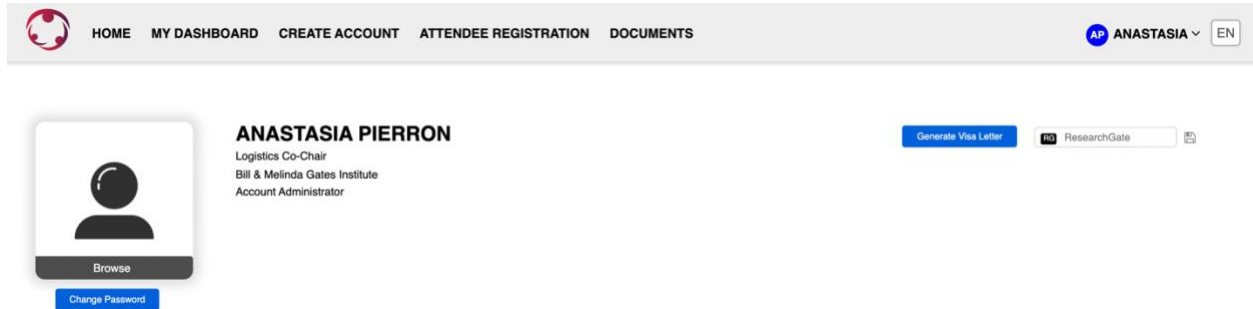 HOME MY DASHBOARD CREATE ACCOUNT ATTENDEE REGISTRATION DOCUMENTS AP ANASTASIA EN
ANASTASIA PIERRON
Logistics Co-Chair
Bill & Melinda Gates Institute
Account Administrator
Generate Visa Letter RG ResearchGate
Browse
Change Password